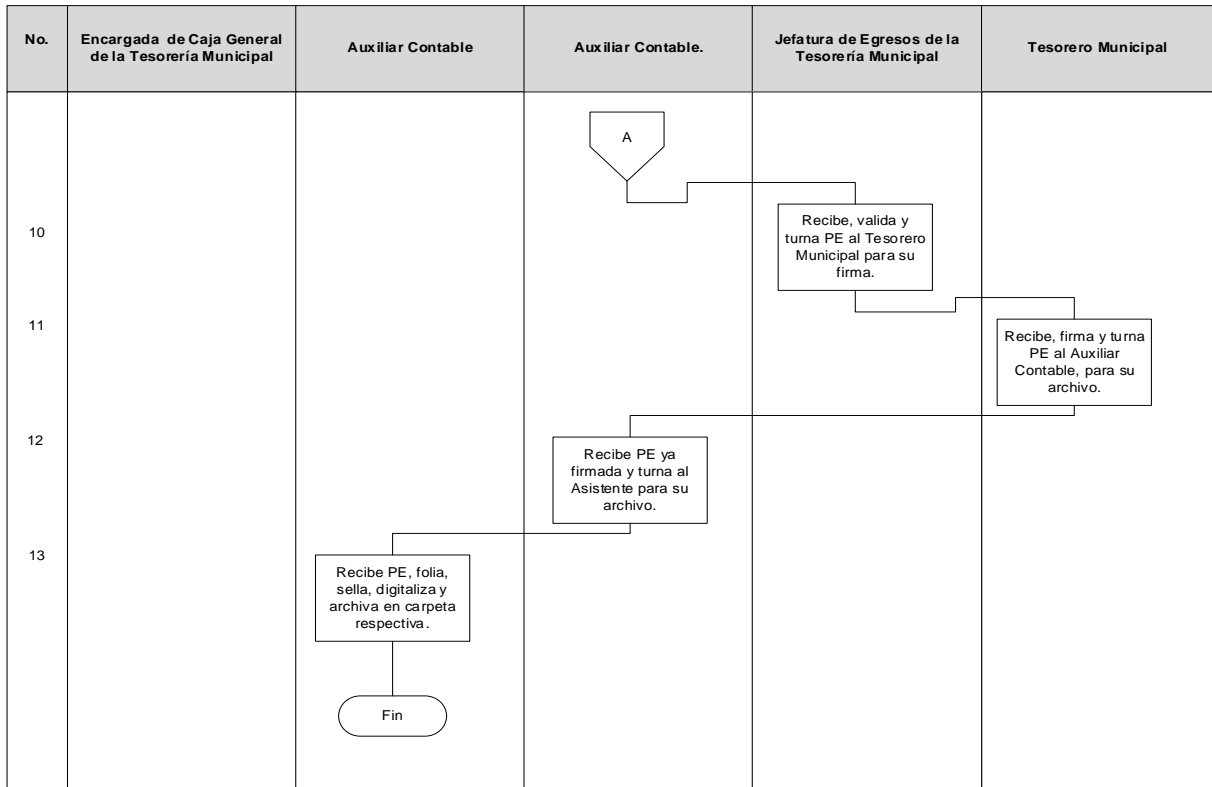 No.
Encargada de Caja General
de la Tesorería Municipal
Auxiliar Contable
Auxiliar Contable.
Jefatura de Egresos de la
Tesorería Municipal
Tesorero Municipal
A
10
Recibe, valida y
turna PE al Tesorero
Municipal para su
firma.
11
Recibe, firma y turna
PE al Auxiliar
Contable, para su
archivo.
12
Recibe PE ya
firmada y turna al
Asistente para su
archivo.
13
Recibe PE, folia,
sella, digitaliza y
archiva en carpeta
respectiva.
Fin